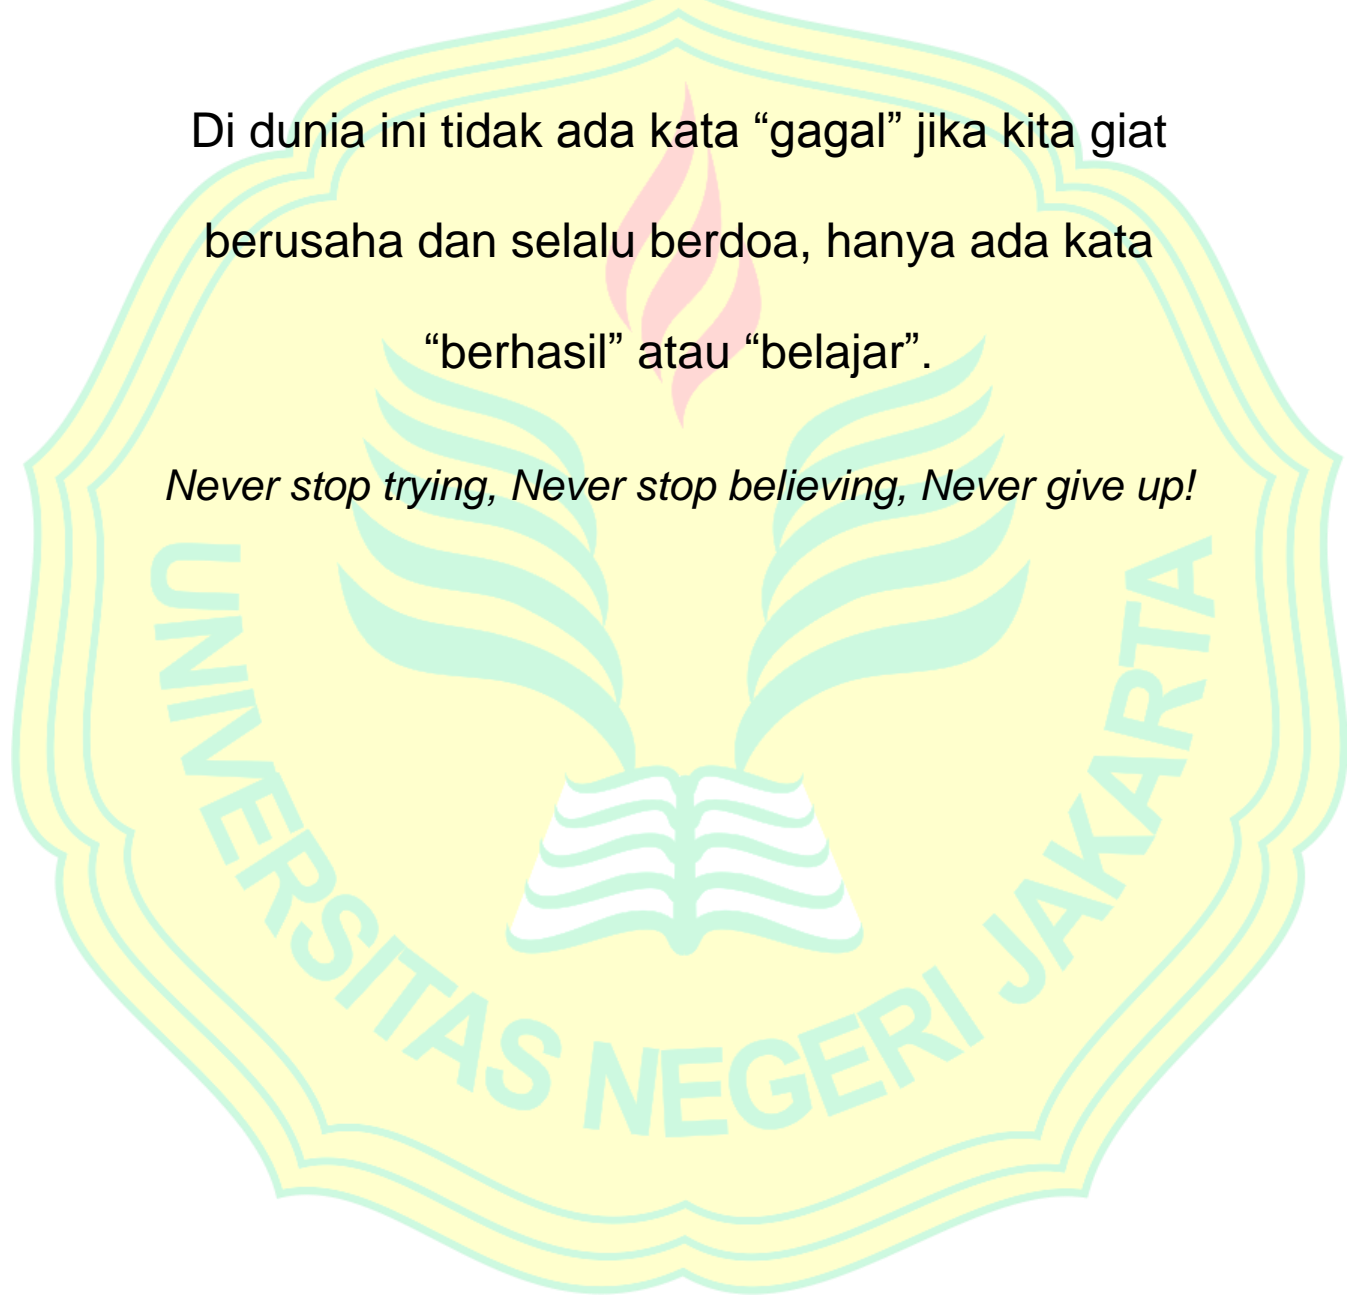 Di dunia ini tidak ada kata “gagal” jika kita giat
berusaha dan selalu berdoa, hanya ada kata
“berhasil” atau “belajar”.
Never stop trying, Never stop believing, Never give up!
UNIVERSITAS NEGERI JAKARTA